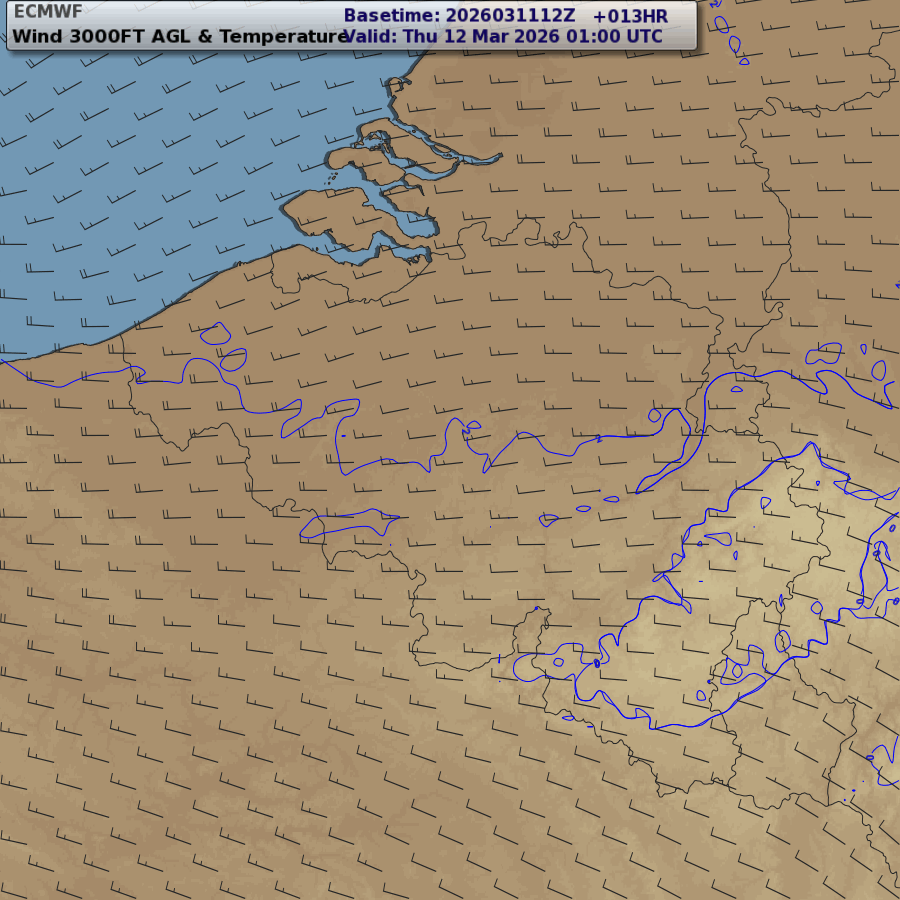 ECMWF
Basetime: 2026031112Z +013HR
Wind 3000FT AGL & Temperature
Valid: Thu 12 Mar 2026 01:00 UTC